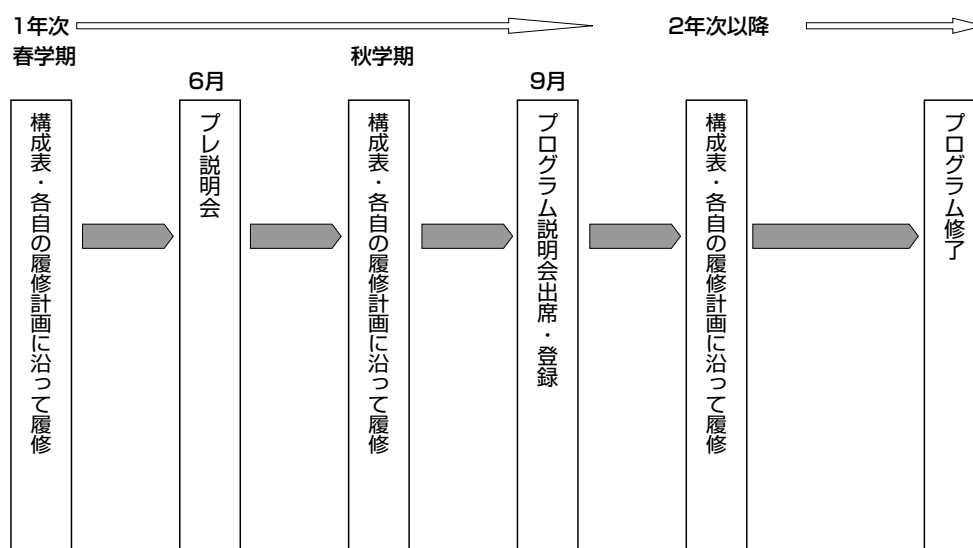 1年次
2年次以降
春学期
秋学期
6月
9月
構成表・各自の履修計画に沿って履修
プレ説明会
構成表・各自の履修計画に沿って履修
プログラム説明会出席・登録
構成表・各自の履修計画に沿って履修
プログラム修了